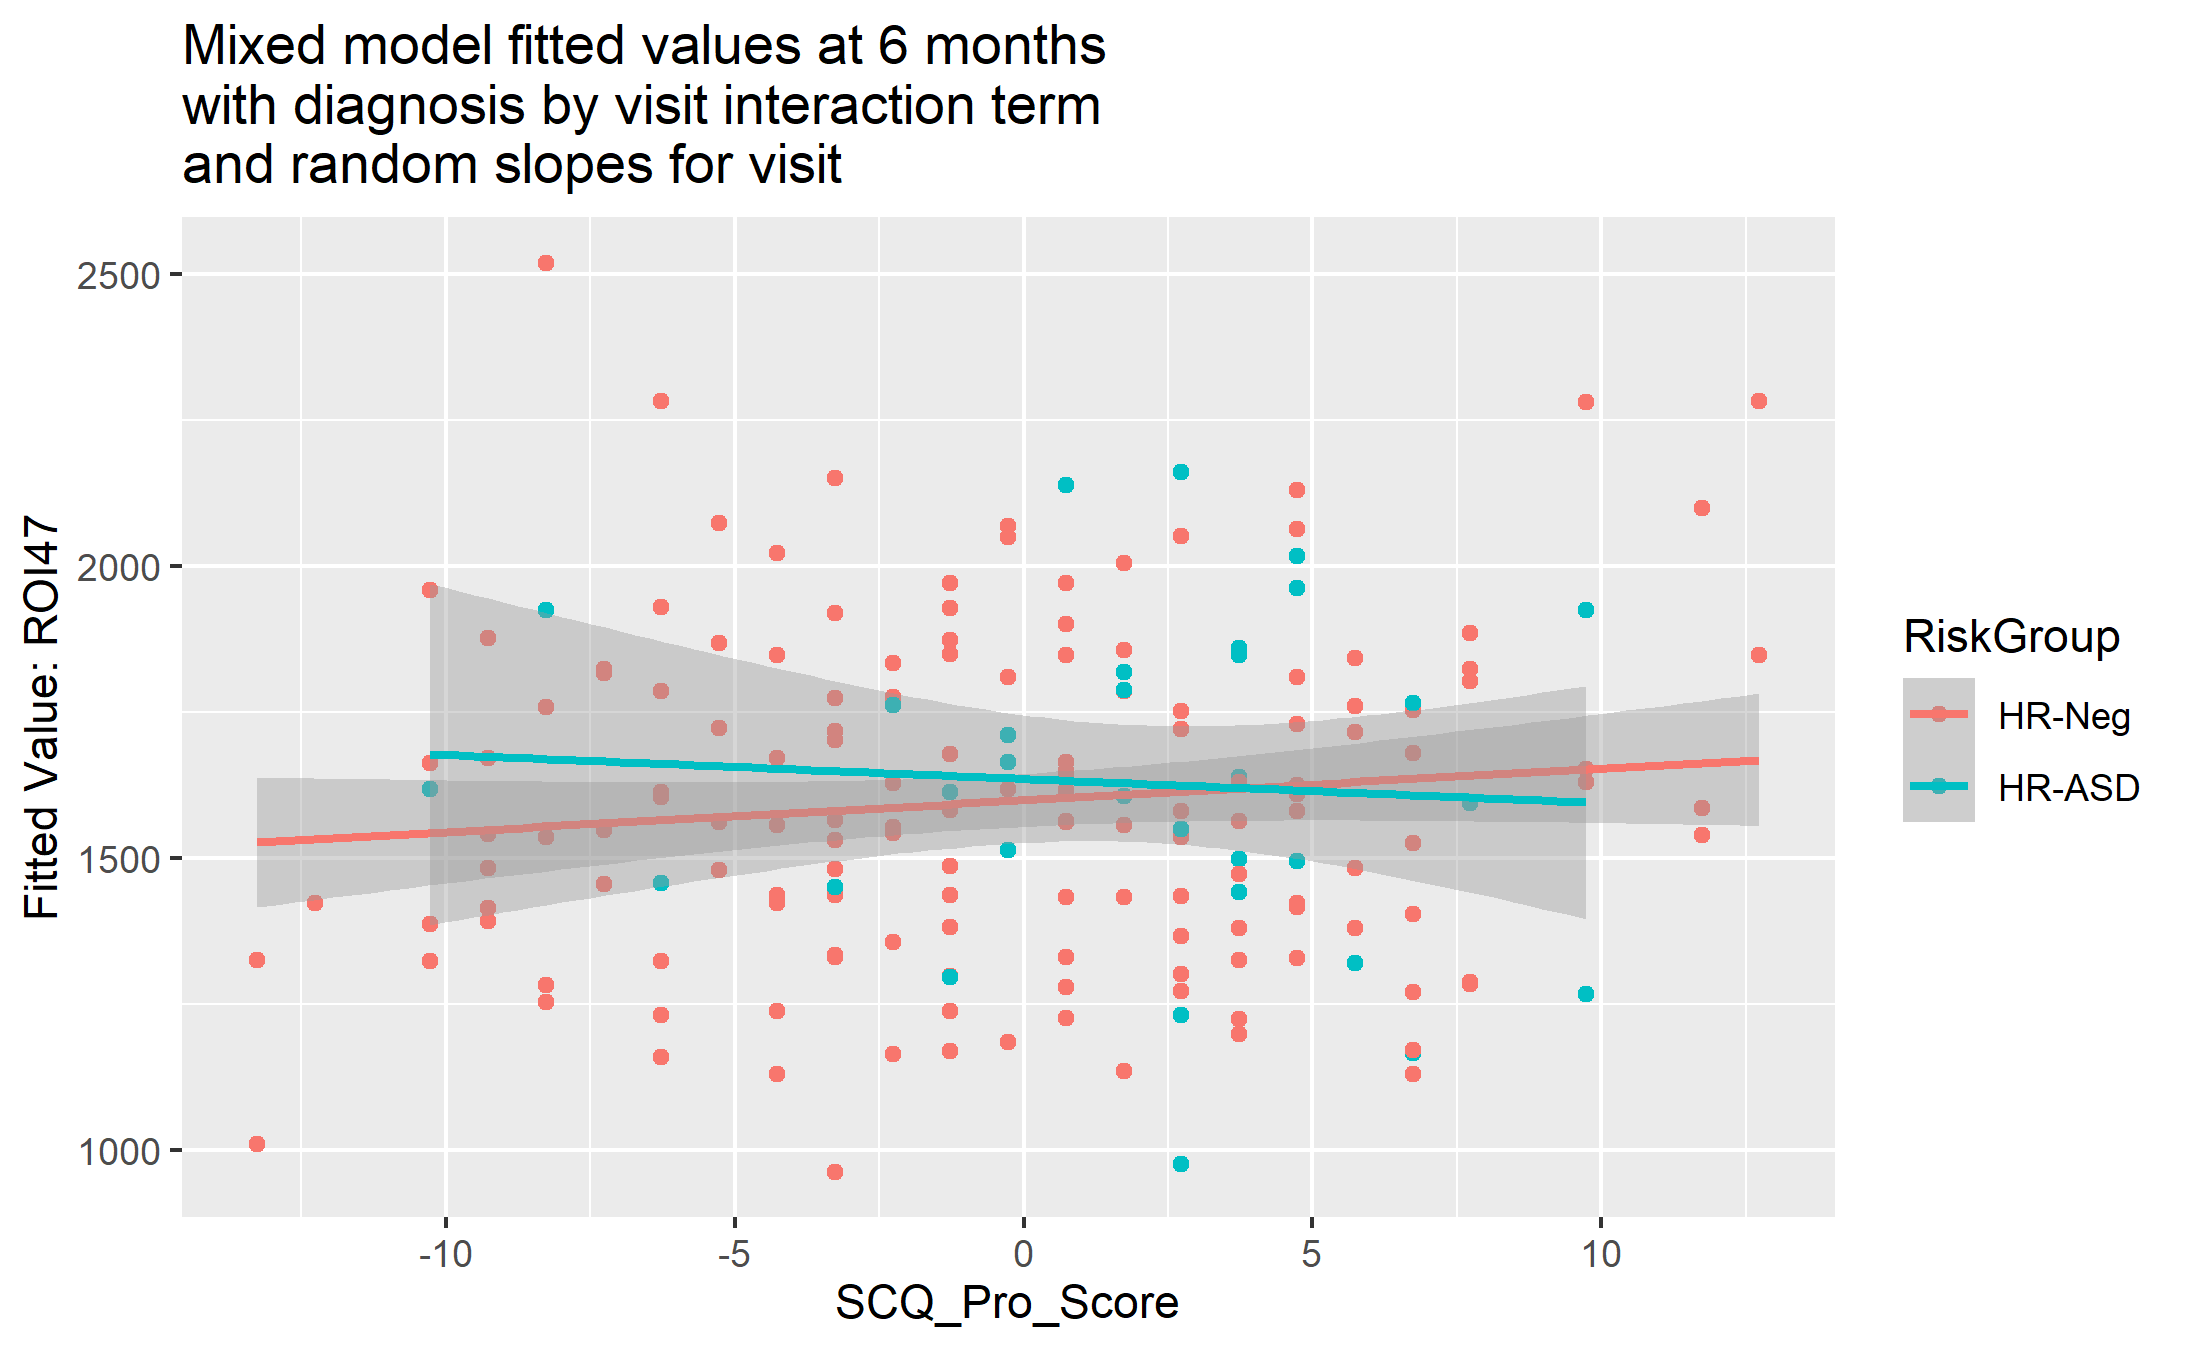 Mixed model fitted values at 6 months
with diagnosis by visit interaction term
and random slopes for visit
Fitted Value: ROI47
2500
2000
1500
1000
-10
-5
0
5
10
SCQ_Pro_Score
RiskGroup
HR-Neg
HR-ASD